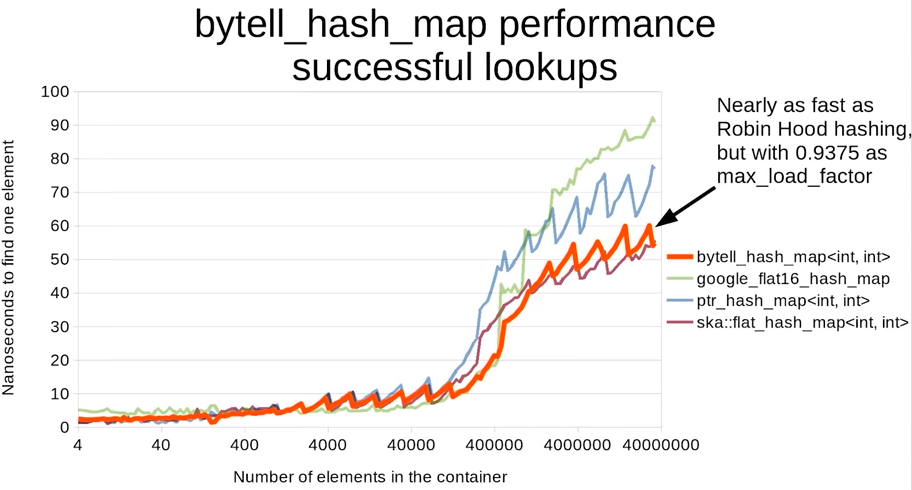 bytell_hash_map performance
successful lookups
Nanoseconds to find one element
100
90
80
70
60
50
40
30
20
10
0
4
40
400
4000
40000
400000
4000000
40000000
Number of elements in the container
Nearly as fast as
Robin Hood hashing,
but with 0.9375 as
max_load_factor
bytell_hash_map<int, int>
google_flat16_hash_map
ptr_hash_map<int, int>
ska::flat_hash_map<int, int>